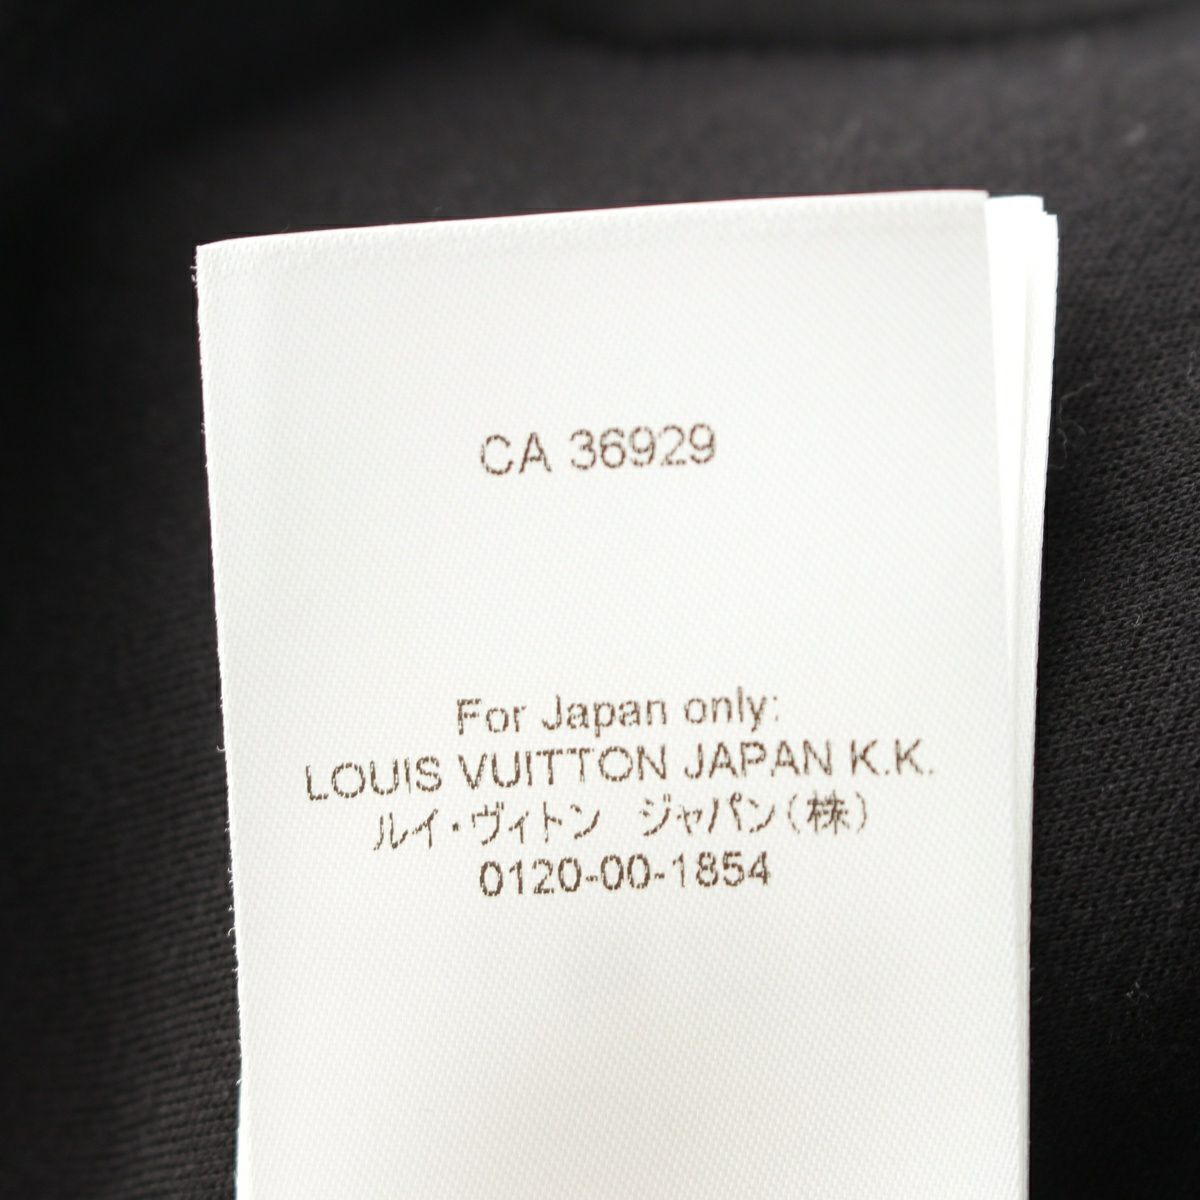 CA 36929
For Japan only:
LOUIS VUITTON JAPAN K.K.
ルイ・ヴィトン　ジャパン(株)
0120-00-1854